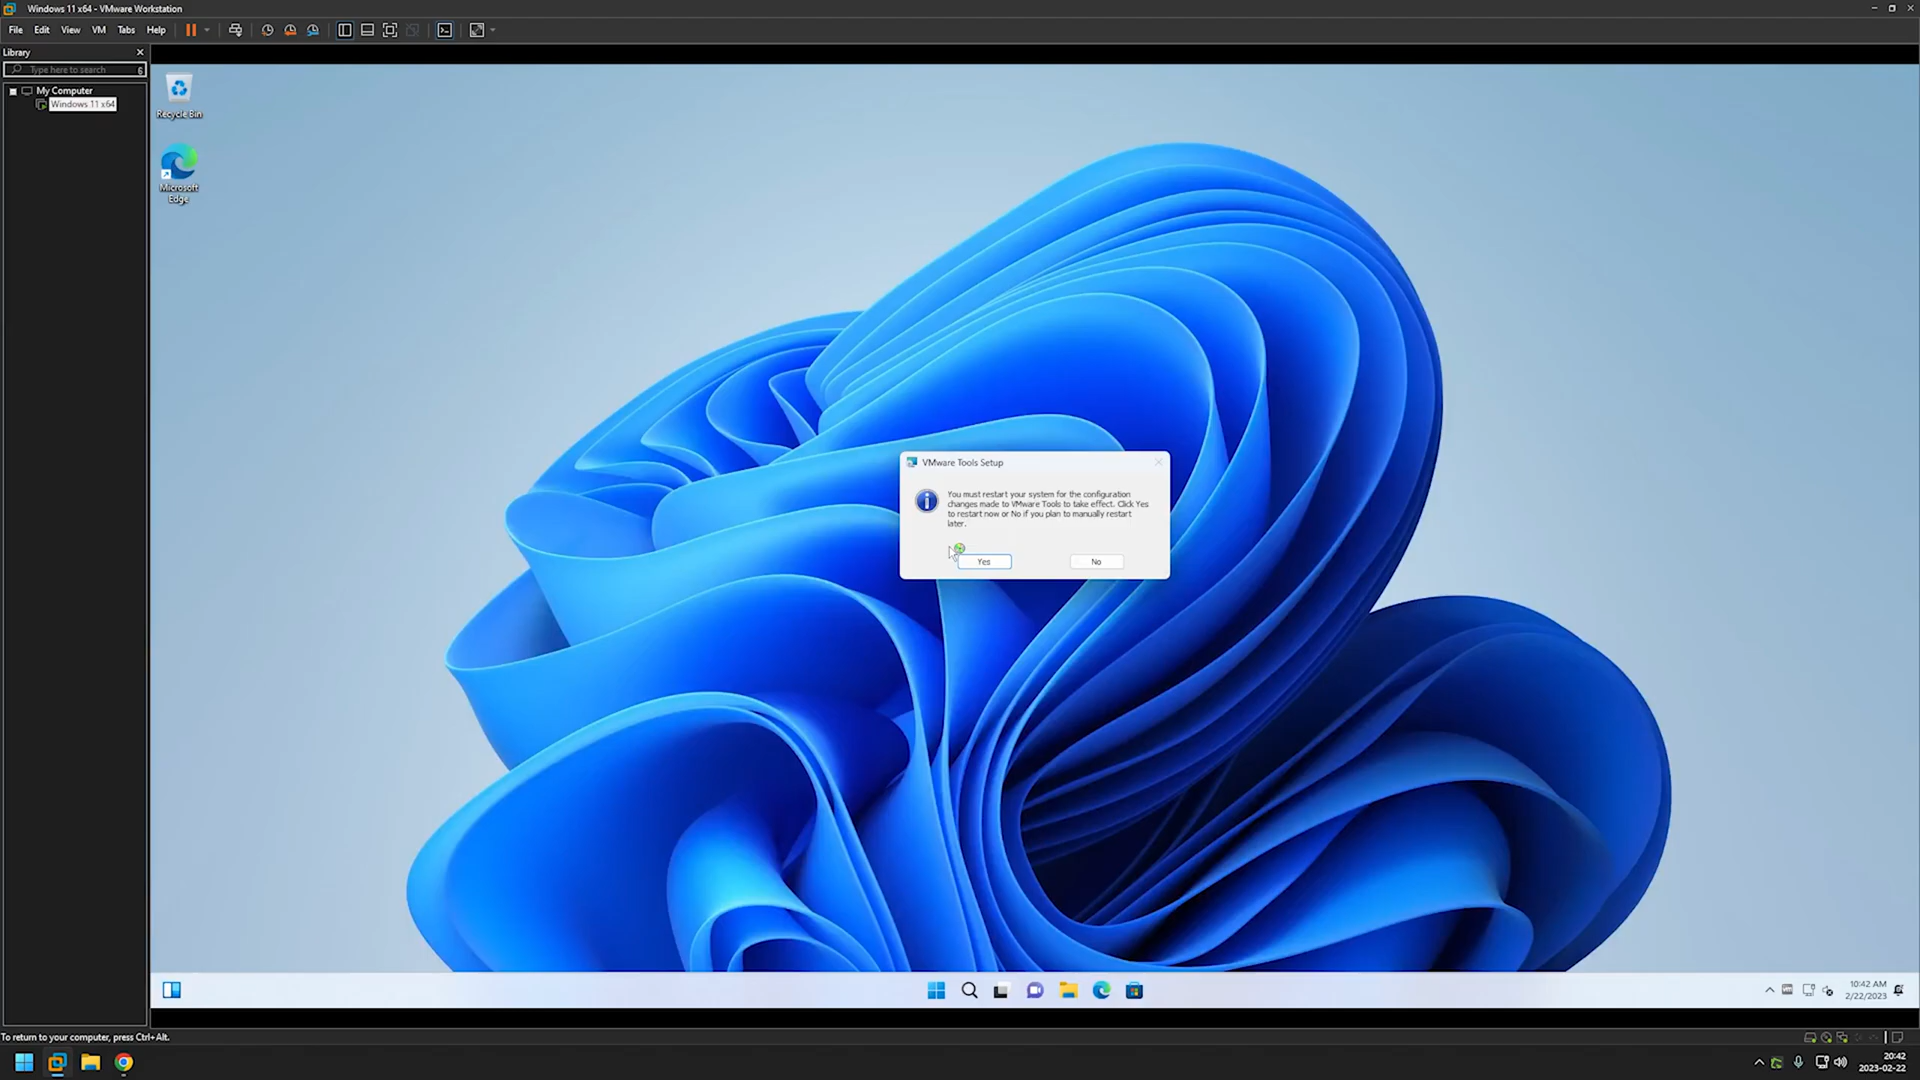 Windows 11 x64 - VMware Workstation
File Edit View VM Tabs Help
Library
Type here to search
My Computer
Windows 11 x64
Recycle Bin
Microsoft
Edge
VMware Tools Setup
You must restart your system for the configuration
changes made to VMware Tools to take effect. Click Yes
to restart now or No if you plan to manually restart
later.
Yes
No
10:42 AM
2/22/2023
To return to your computer, press Ctrl+Alt.
20:42
2023-02-22